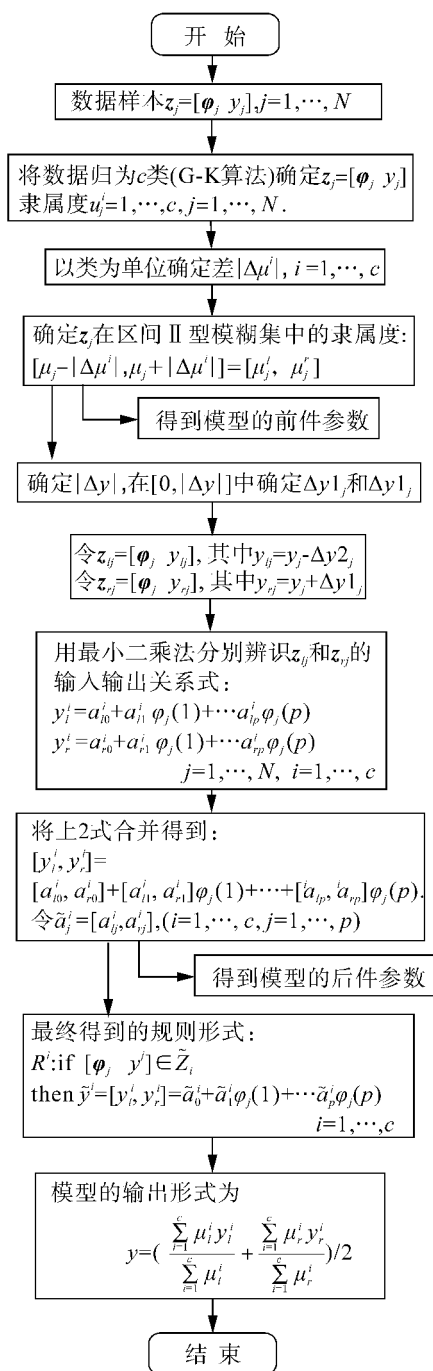 开 始
数据样本z_j=[φ_j y_j],j=1,…,N
将数据归为c类(G-K算法)确定z_j=[φ_j y_j]
隶属度u_j^i=1,…,c,j=1,…,N.
以类为单位确定差|Δμ^i|, i=1,…,c
确定z_j在区间Ⅱ型模糊集中的隶属度:
[μ_j-|Δμ^i|,μ_j+|Δμ^i|]=[μ_j^l, μ_j^r]
得到模型的前件参数
确定|Δy|,在[0,|Δy|]中确定Δy1_j和Δy1_j
令z_lj=[φ_j y_lj],其中y_lj=y_j-Δy2_j
令z_rj=[φ_j y_rj],其中y_rj=y_j+Δy1_j
用最小二乘法分别辨识z_lj和z_rj的
输入输出关系式:
y_l^i=a_l0^i+a_l1^i φ_j(1)+…a_lp^i φ_j(p)
y_r^i=a_r0^i+a_r1^i φ_j(1)+…a_rp^i φ_j(p)
j=1,…,N, i=1,…,c
将上2式合并得到:
[y_l^i,y_r^i]=
[a_l0^i,a_r0^i]+[a_l1^i,a_r1^i]φ_j(1)+…+[^i a_lp,^i a_rp]φ_j(p).
令ã_j^i=[a_lj^i,a_rj^i],(i=1,…,c,j=1,…,p)
得到模型的后件参数
最终得到的规则形式:
R^i:if [φ_j y^i]∈Z̃_i
then ỹ^i=[y_l^i,y_r^i]=ã_0^i+ã_1^iφ_j(1)+…ã_p^iφ_j(p)
i=1,…,c
模型的输出形式为
y=(∑_{i-1}^c μ_l^i y_l^i / ∑_{i-1}^c μ_l^i + ∑_{i=1}^c μ_r^i y_r^i / ∑_{i-1}^c μ_r^i)/2
结 束